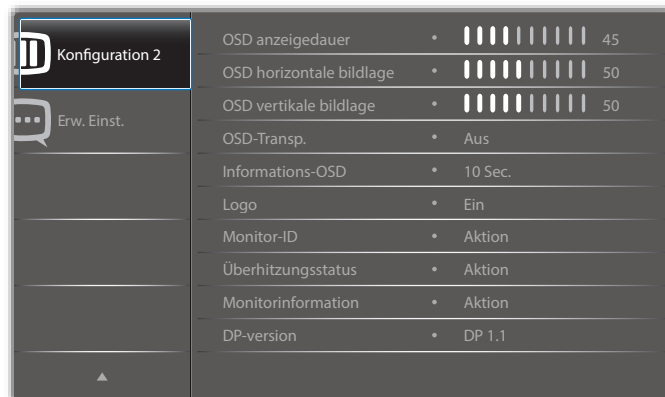 Konfiguration 2
Erw. Einst.
OSD anzeigedauer • 45
OSD horizontale bildlage • 50
OSD vertikale bildlage • 50
OSD-Transp. • Aus
Informations-OSD • 10 Sec.
Logo • Ein
Monitor-ID • Aktion
Überhitzungsstatus • Aktion
Monitorinformation • Aktion
DP-version • DP 1.1